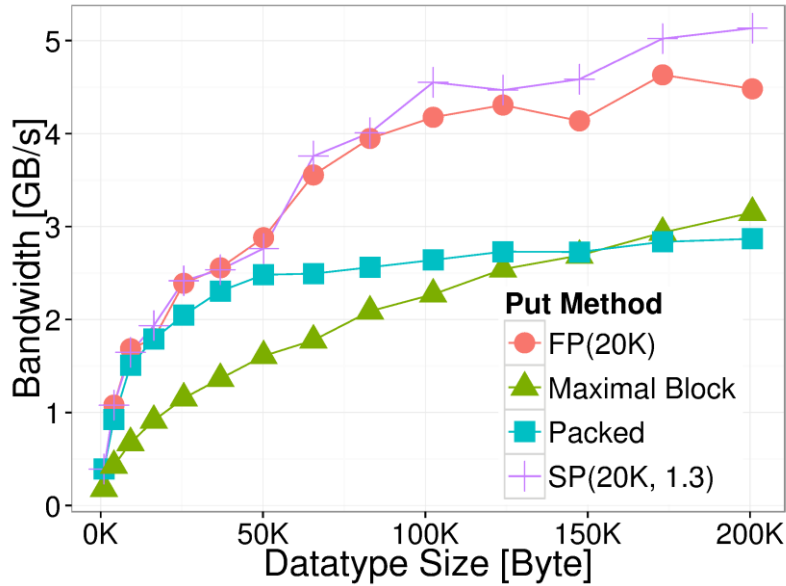 5
4
3
2
1
0
Bandwidth [GB/s]
Put Method
FP(20K)
Maximal Block
Packed
SP(20K, 1.3)
0K 50K 100K 150K 200K
Datatype Size [Byte]